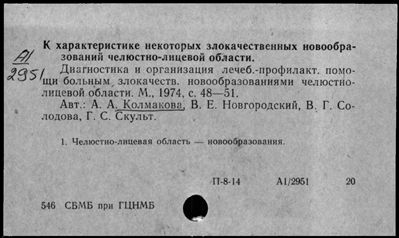 К характеристике некоторых злокачественных новообра-
зований челюстно-лицевой области.
А1
2951
Диагностика и организация лечеб.-профилакт. помо-
щи больным злокачеств. новообразованиями челюстно-
лицевой области. М., 1974, с. 48—51.
Авт.: А. А. Колмакова, В. Е. Новгородский, В. Г. Со-
лодова, Г. С. Скульт.
1. Челюстно-лицевая область — новообразования.
П-8-14 А1/2951 20
546 СБМБ при ГЦНМБ